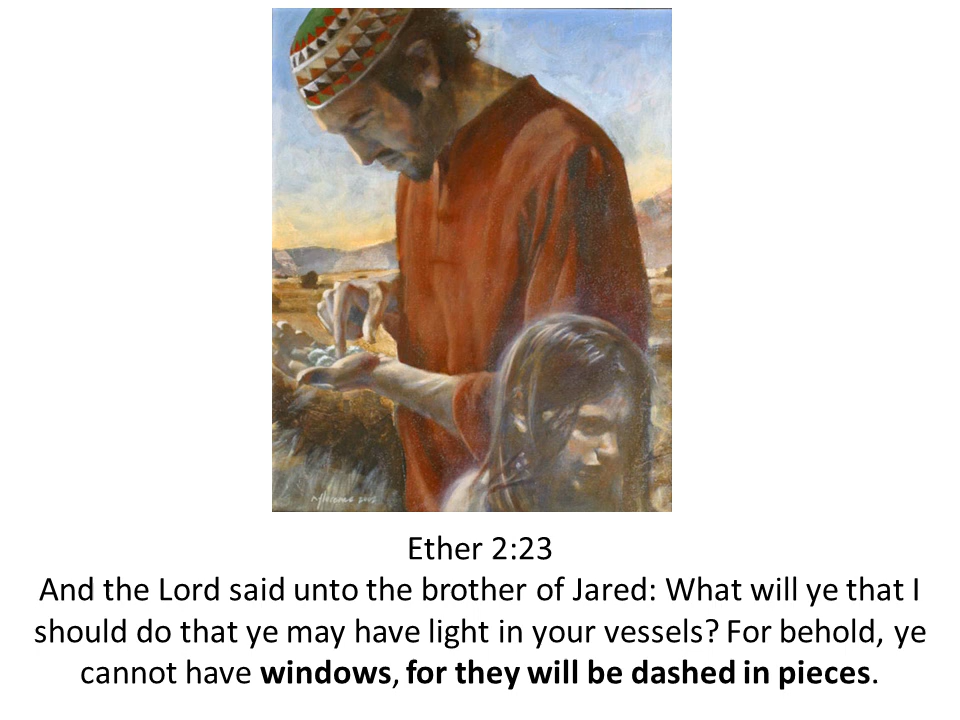 Ether 2:23
And the Lord said unto the brother of Jared: What will ye that I
should do that ye may have light in your vessels? For behold, ye
cannot have windows, for they will be dashed in pieces.